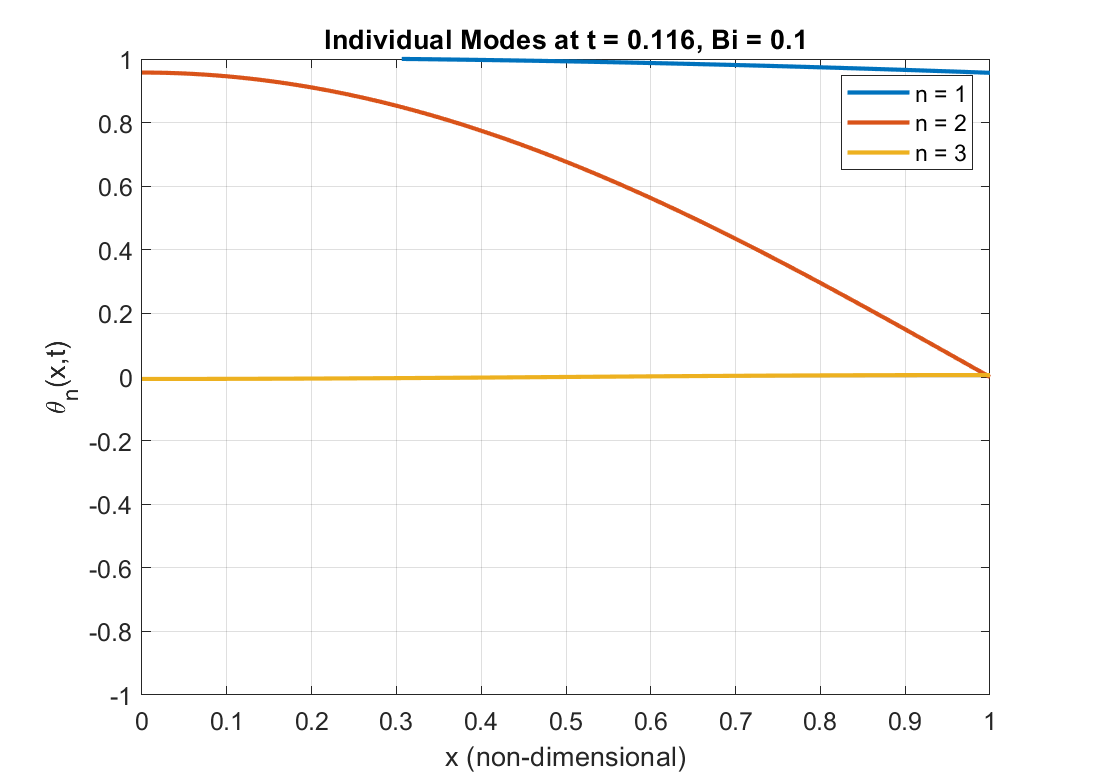 Individual Modes at t = 0.116, Bi = 0.1
n = 1
n = 2
n = 3
θn(x,t)
1
0.8
0.6
0.4
0.2
0
-0.2
-0.4
-0.6
-0.8
-1
0 0.1 0.2 0.3 0.4 0.5 0.6 0.7 0.8 0.9 1
x (non-dimensional)